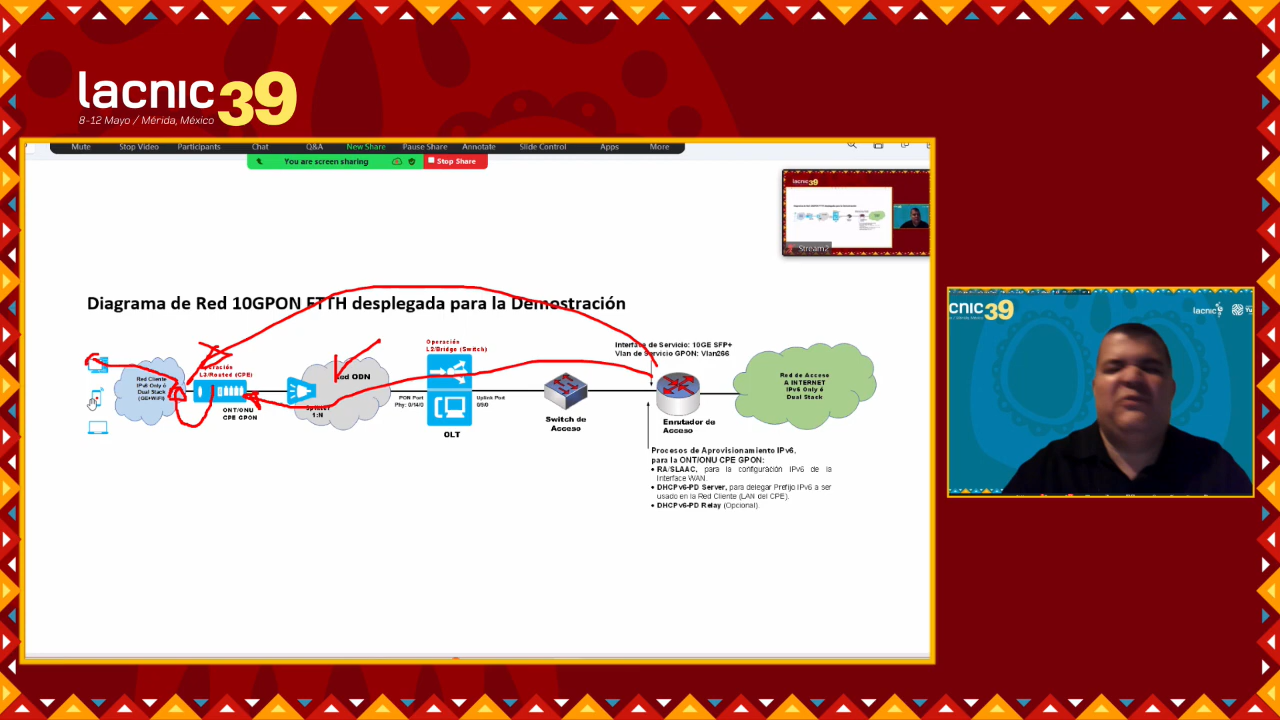 lacnic 39
8-12 Mayo / Mérida, México
Mute
Stop Video
Participants
Chat
Q&A
New Share
Pause Share
Annotate
Slide Control
Apps
More
You are screen sharing
Stop Share
lacnic39
Stream2
Diagrama de Red 10GPON FTTH desplegada para la Demostración
Operación
L2/Bridge (Switch)
Interface de Servicio: 10GE SFP+
Vlan de Servicio GPON: Vlan266
Operación
L3/Routed (CPE)
Red ODN
Red Cliente
IPv6 Only ó
Dual Stack
(GE+WiFi)
Red de Acceso
A INTERNET
IPv6 Only ó
Dual Stack
ONT/ONU
CPE GPON
Splitter
1:N
PON Port
Phy: 0/14/0
Uplink Port
0/9/0
OLT
Switch de
Acceso
Enrutador de
Acceso
Procesos de Aprovisionamiento IPv6,
para la ONT/ONU CPE GPON:
• RA/SLAAC, para la configuración IPv6 de la
Interface WAN.
• DHCPv6-PD Server, para delegar Prefijo IPv6 a ser
usado en la Red Cliente (LAN del CPE).
• DHCPv6-PD Relay (Opcional).
cnic39
lacnic